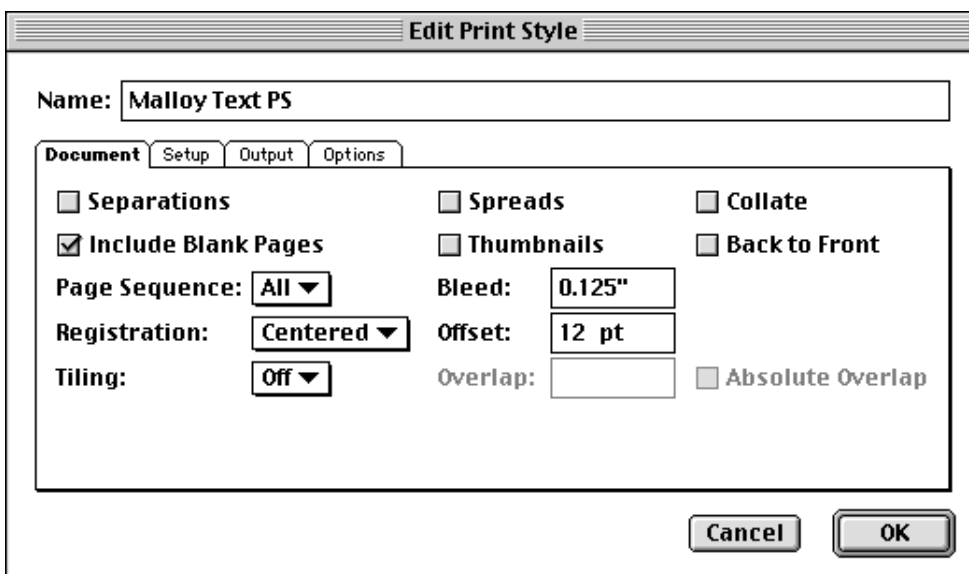 Edit Print Style
Name: Malloy Text PS
Document Setup Output Options
Separations Spreads Collate
Include Blank Pages Thumbnails Back to Front
Page Sequence: All Bleed: 0.125"
Registration: Centered Offset: 12 pt
Tiling: Off Overlap: Absolute Overlap
Cancel OK